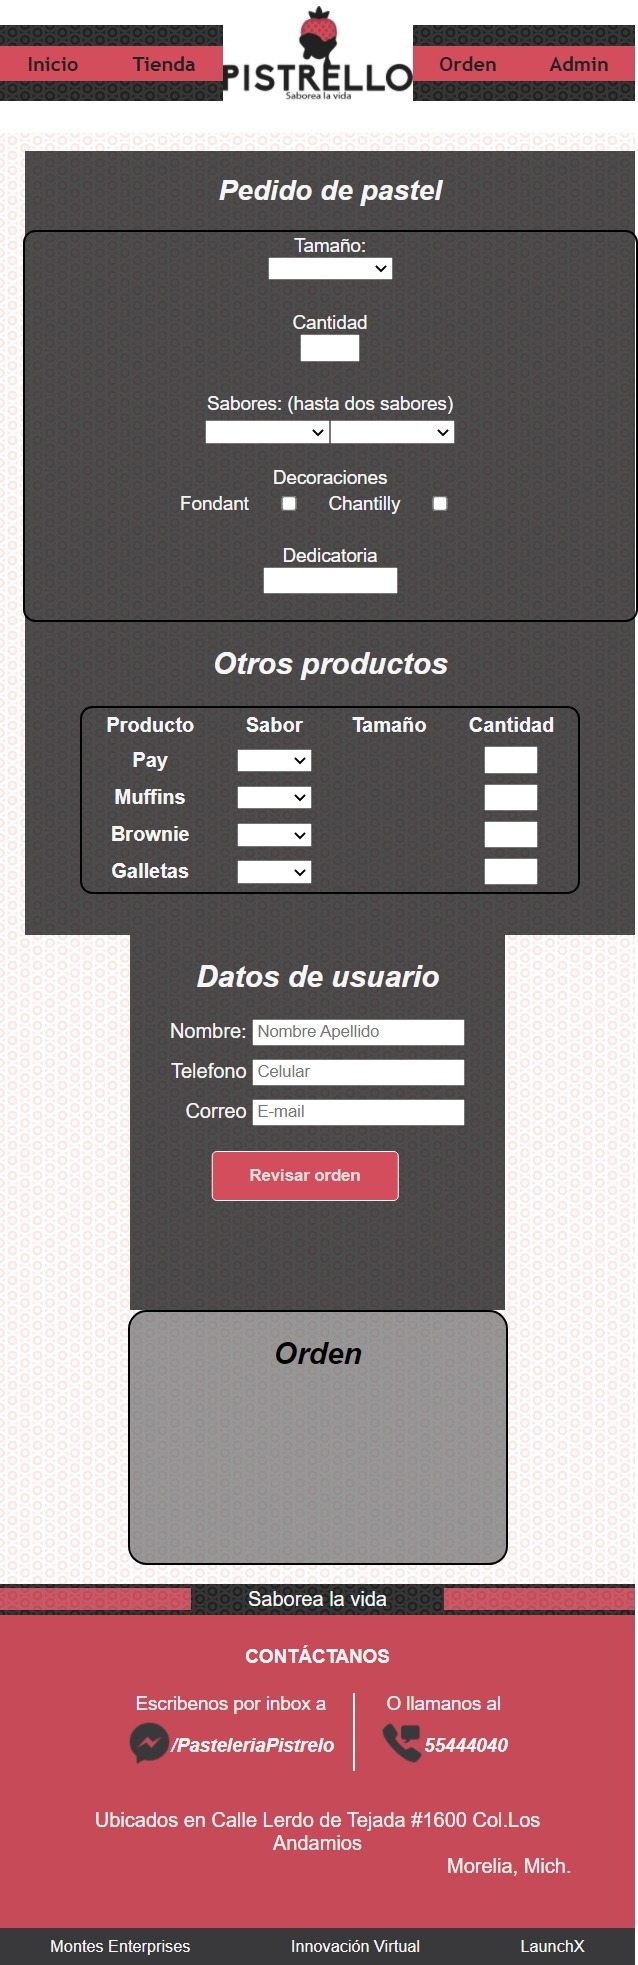 Inicio Tienda PISTRELLO Orden Admin
Saborea la vida
Pedido de pastel
Tamaño:
Cantidad
Sabores: (hasta dos sabores)
Decoraciones
Fondant Chantilly
Dedicatoria
Otros productos
Producto Sabor Tamaño Cantidad
Pay
Muffins
Brownie
Galletas
Datos de usuario
Nombre: Nombre Apellido
Telefono Celular
Correo E-mail
Revisar orden
Orden
Saborea la vida
CONTÁCTANOS
Escribenos por inbox a O llamanos al
/PasteleriaPistrelo 55444040
Ubicados en Calle Lerdo de Tejada #1600 Col.Los
Andamios
Morelia, Mich.
Montes Enterprises Innovación Virtual LaunchX